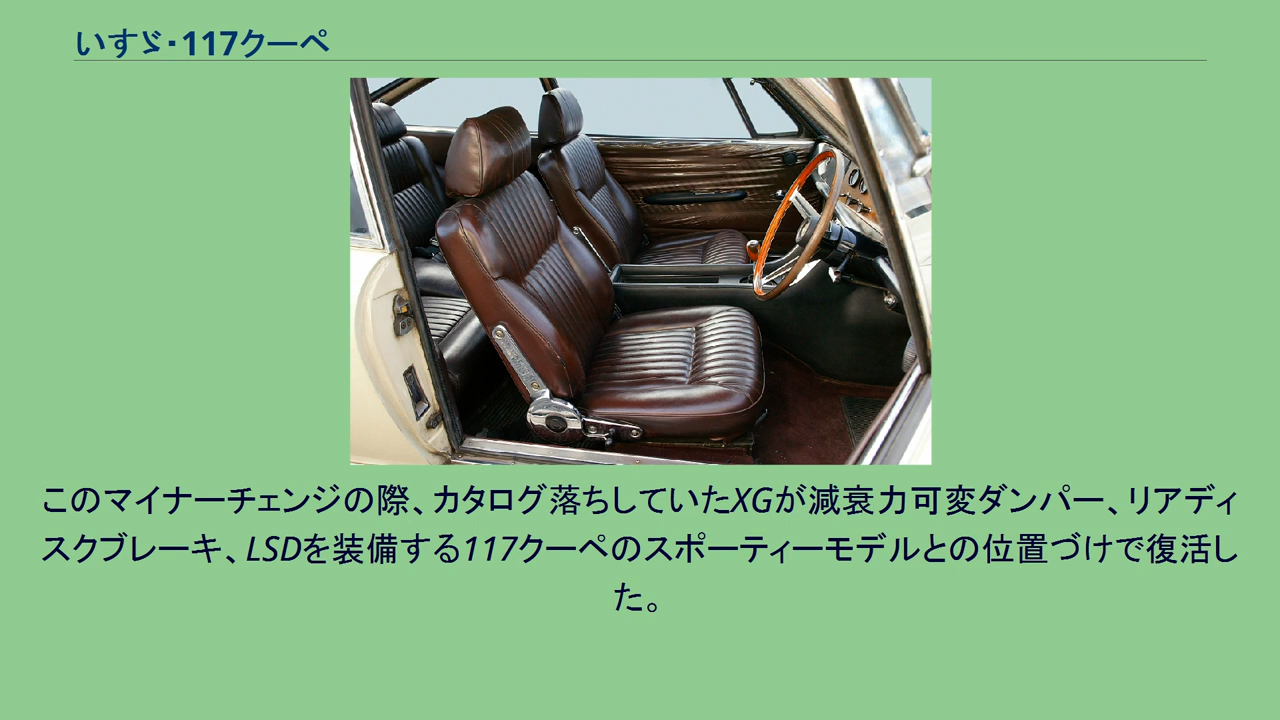 いすゞ・117クーペ
このマイナーチェンジの際、カタログ落ちしていたXGが減衰力可変ダンパー、リアディ
スクブレーキ、LSDを装備する117クーペのスポーティーモデルとの位置づけで復活し
た。